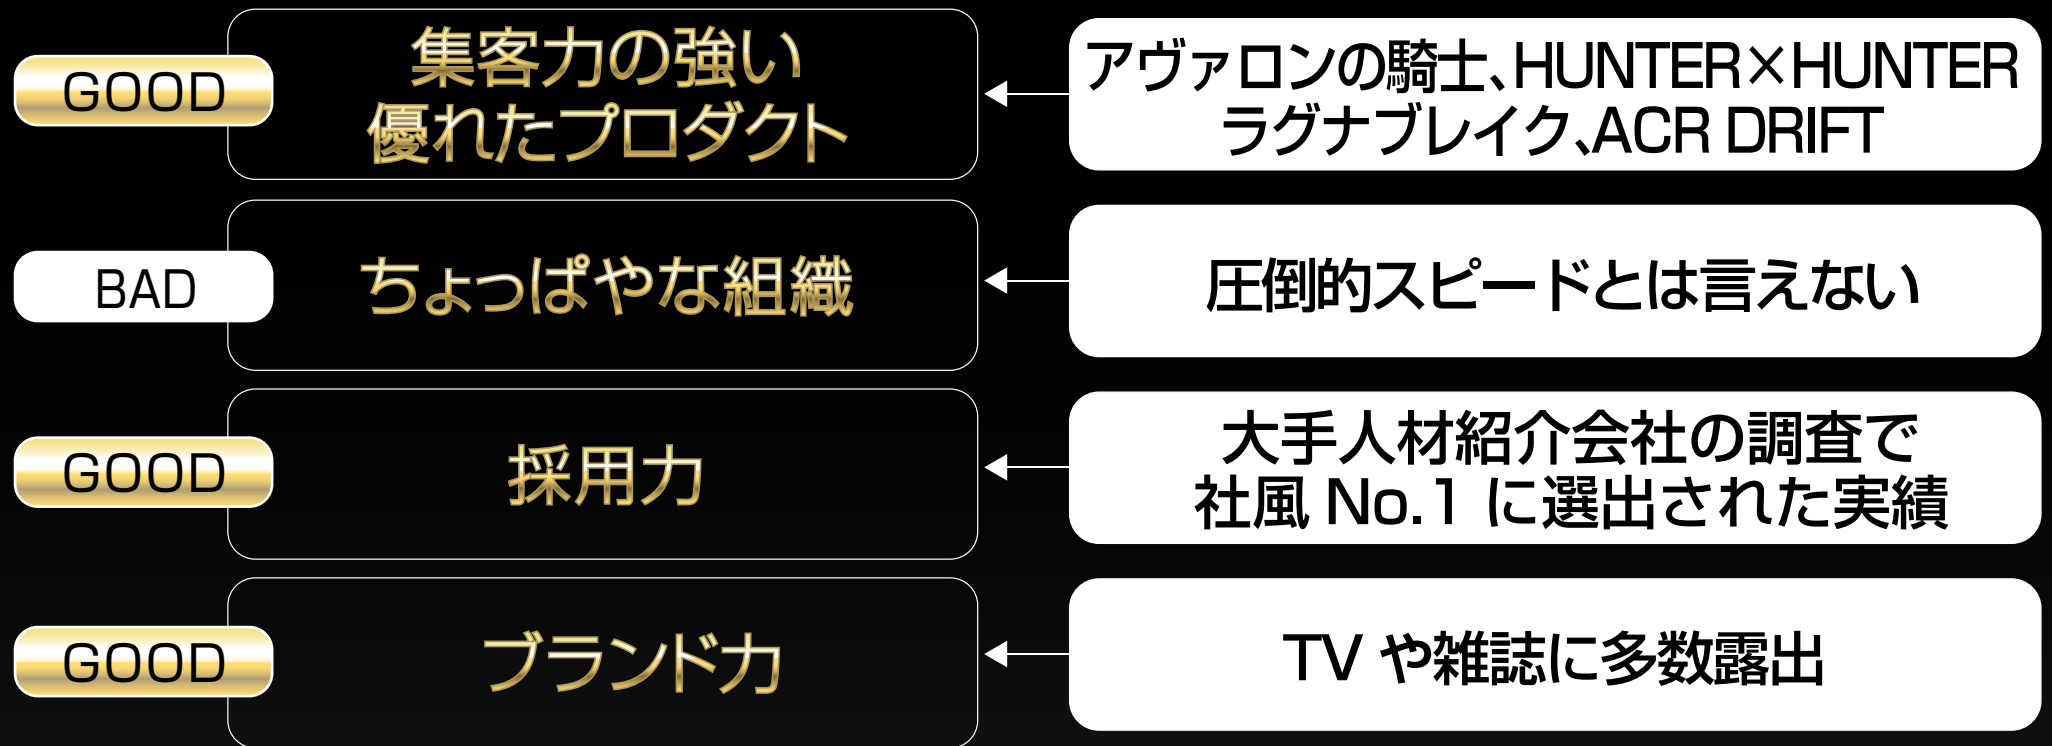 GOOD
集客力の強い
優れたプロダクト
アヴァロンの騎士、HUNTER×HUNTER
ラグナブレイク、ACR DRIFT
BAD
ちょっぱやな組織
圧倒的スピードとは言えない
GOOD
採用力
大手人材紹介会社の調査で
社風 No.1 に選出された実績
GOOD
ブランド力
TV や雑誌に多数露出